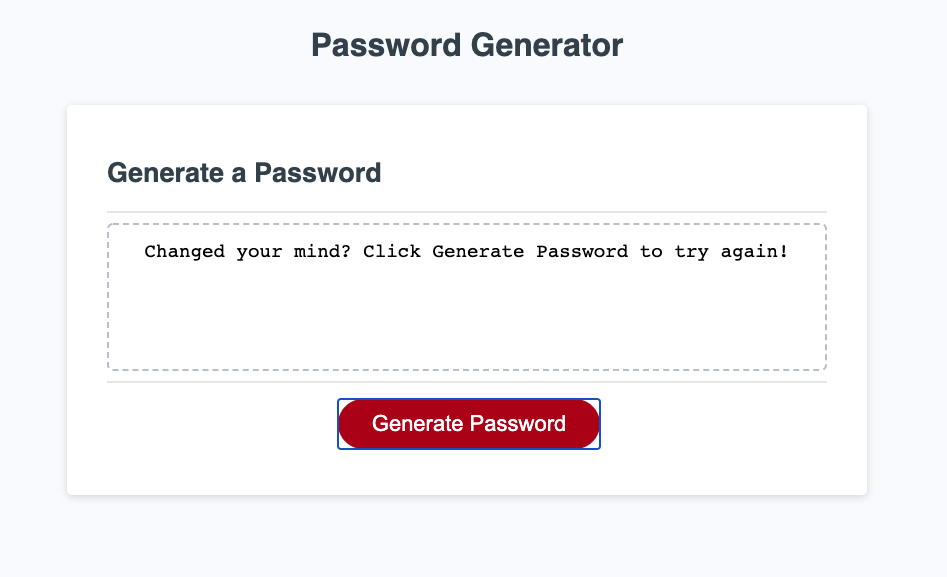 Password Generator
Generate a Password
Changed your mind? Click Generate Password to try again!
Generate Password